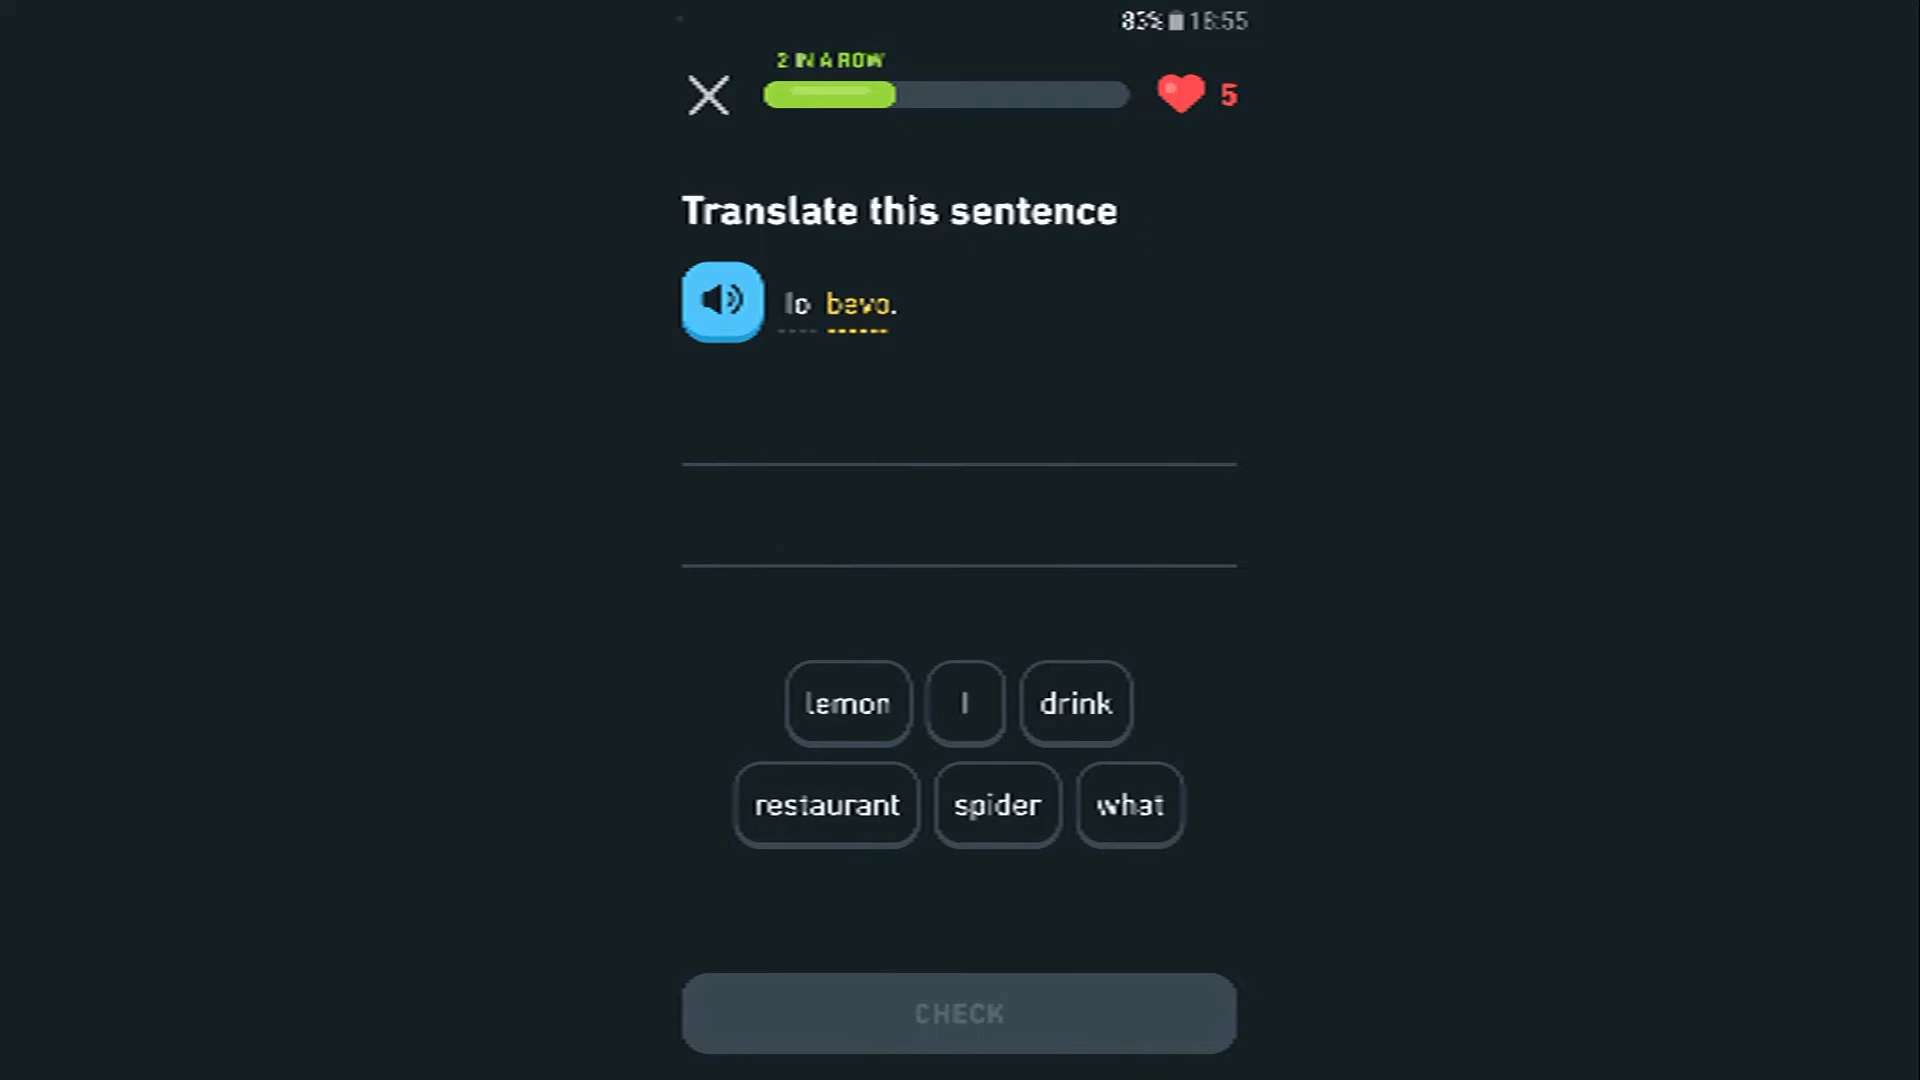 83% 18:55
2 IN A ROW
5
Translate this sentence
Io bevo.
lemon I drink
restaurant spider what
CHECK